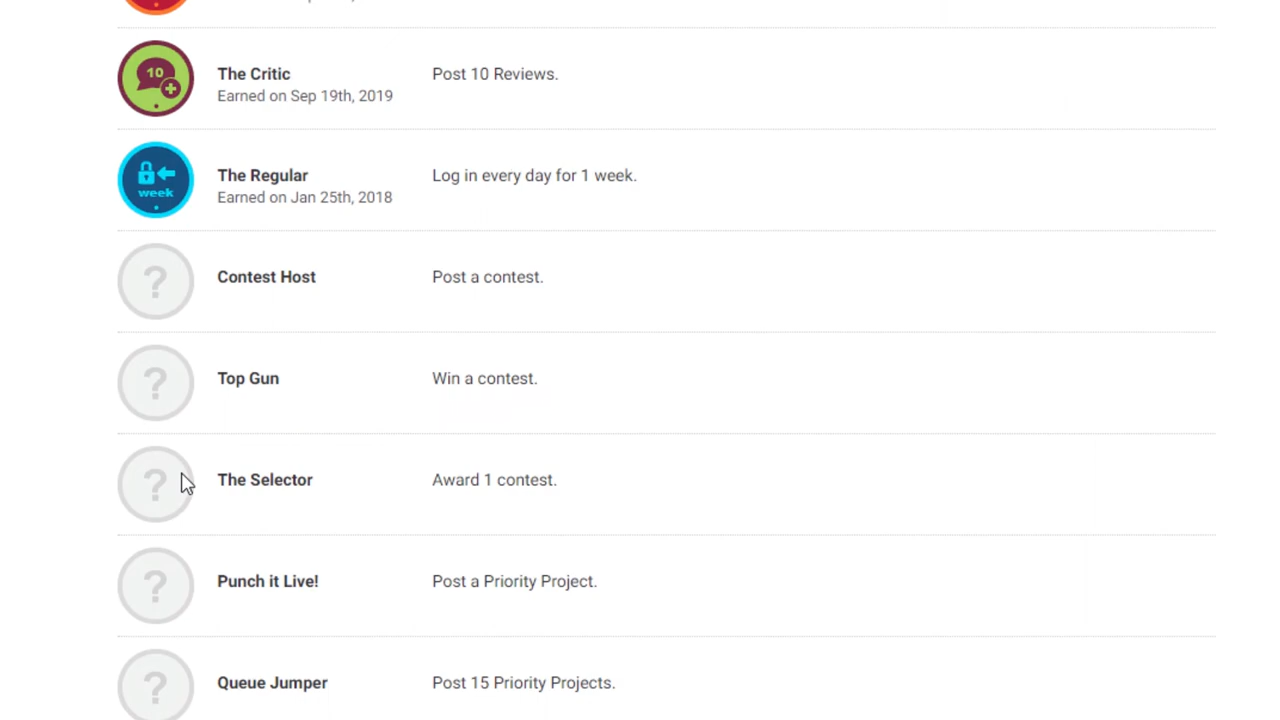 10
The Critic
Post 10 Reviews.
Earned on Sep 19th, 2019
week
The Regular
Log in every day for 1 week.
Earned on Jan 25th, 2018
?
Contest Host
Post a contest.
?
Top Gun
Win a contest.
?
The Selector
Award 1 contest.
?
Punch it Live!
Post a Priority Project.
?
Queue Jumper
Post 15 Priority Projects.